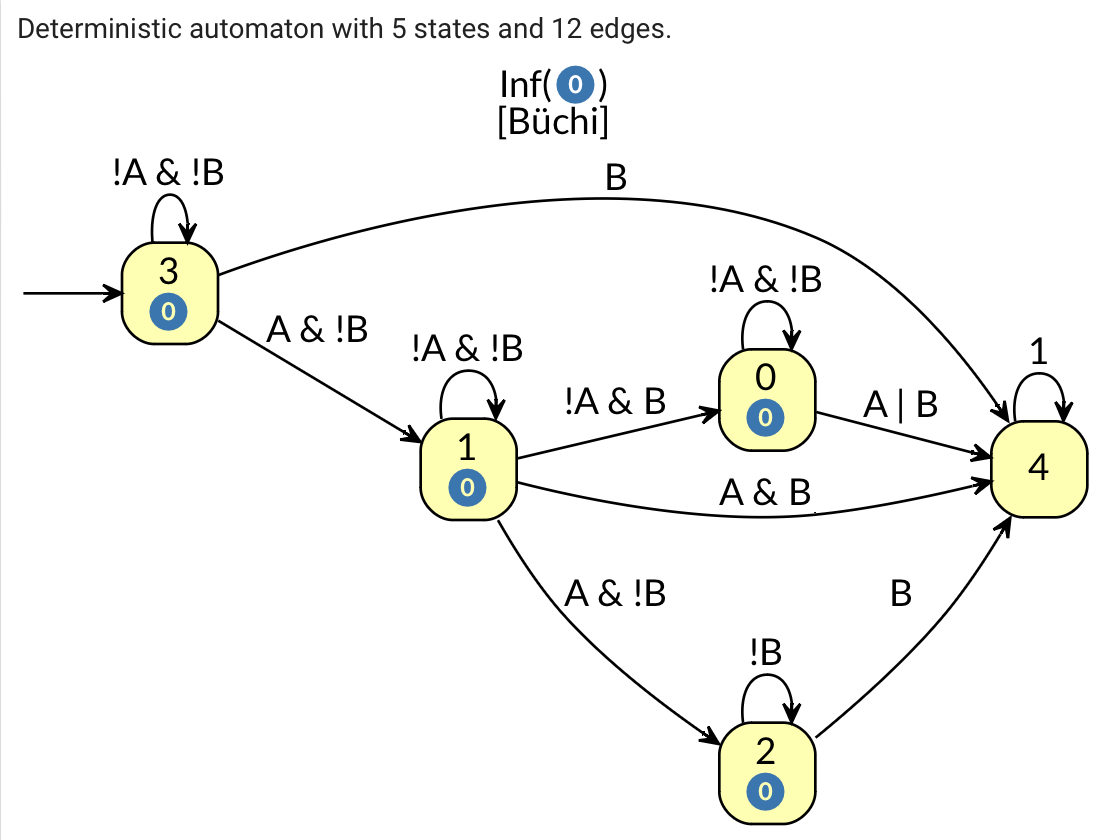 Deterministic automaton with 5 states and 12 edges.
Inf( 0 )
[Büchi]
!A & !B
B
3
0
!A & !B
A & !B
!A & !B
0
0
1
!A & B
A | B
1
0
4
A & B
A & !B
B
!B
2
0